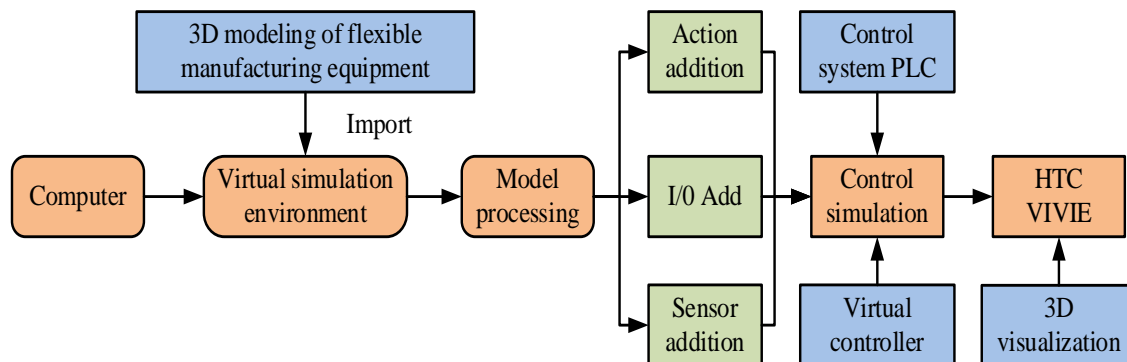 3D modeling of flexible
manufacturing equipment
Import
Computer
Virtual simulation
environment
Model
processing
Action
addition
I/0 Add
Sensor
addition
Control
system PLC
Control
simulation
Virtual
controller
HTC
VIVIE
3D
visualization